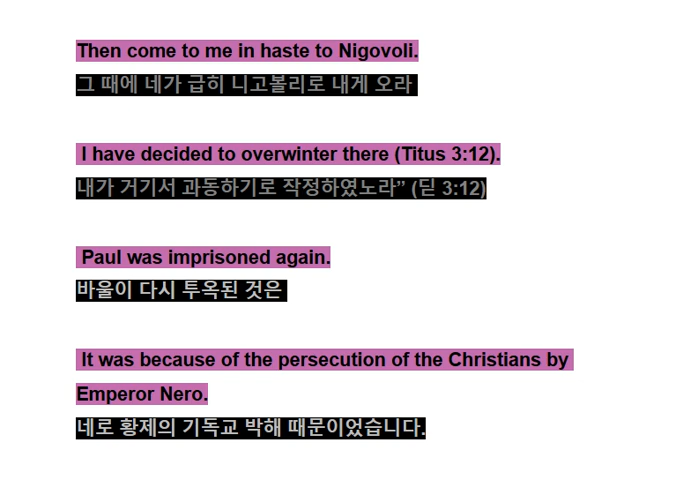 Then come to me in haste to Nigovoli.
그 때에 네가 급히 니고볼리로 내게 오라
I have decided to overwinter there (Titus 3:12).
내가 거기서 과동하기로 작정하였노라” (딛 3:12)
Paul was imprisoned again.
바울이 다시 투옥된 것은
It was because of the persecution of the Christians by
Emperor Nero.
네로 황제의 기독교 박해 때문이었습니다.